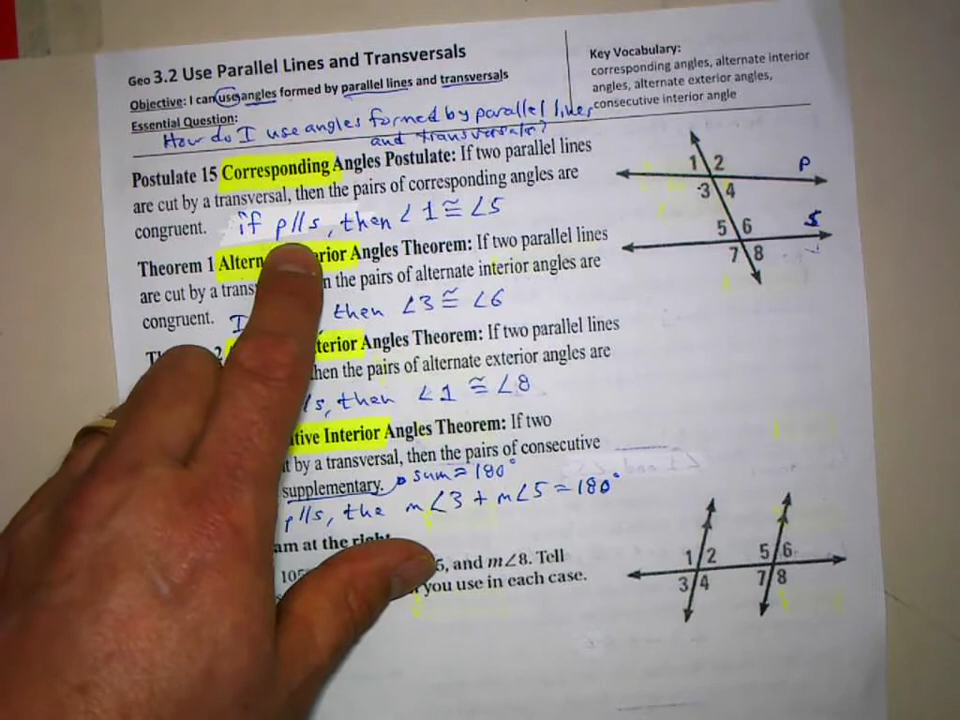 Geo 3.2 Use Parallel Lines and Transversals
Objective: I can use angles formed by parallel lines and transversals
Essential Question:
How do I use angles formed by parallel lines
and transversals?
Key Vocabulary:
corresponding angles, alternate interior
angles, alternate exterior angles,
consecutive interior angle
Postulate 15 Corresponding Angles Postulate: If two parallel lines
are cut by a transversal, then the pairs of corresponding angles are
congruent. if p//s, then ∠1 ≅ ∠5
Theorem 1 Altern rior Angles Theorem: If two parallel lines
are cut by a trans n the pairs of alternate interior angles are
congruent. I then ∠3 ≅ ∠6
2 terior Angles Theorem: If two parallel lines
hen the pairs of alternate exterior angles are
/s, then ∠1 ≅ ∠8
tive Interior Angles Theorem: If two
t by a transversal, then the pairs of consecutive
supplementary. sum = 180°
p//s, the m∠3 + m∠5 = 180°
am at the right
105 5, and m∠8. Tell
you use in each case.
1 2 P
3 4
5 6 S
7 8
1 2 5 6
3 4 7 8